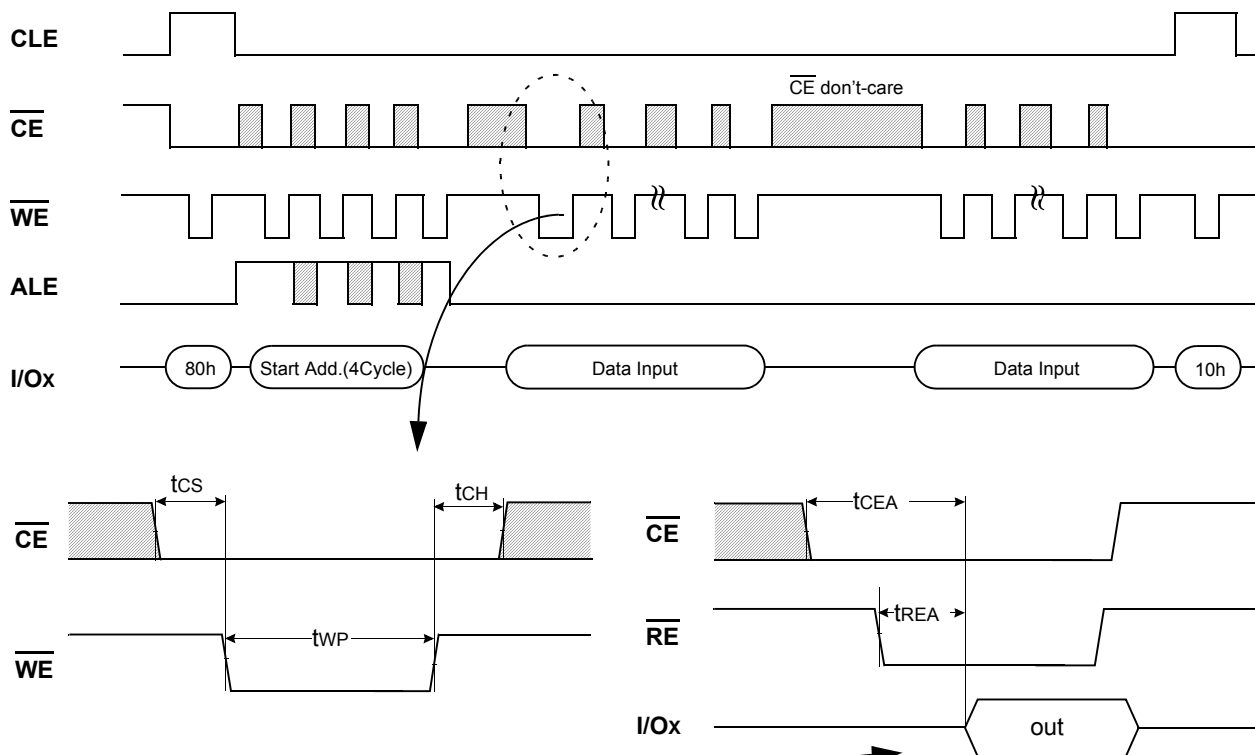 CLE
CE don't-care
CE
WE
ALE
I/Ox
80h
Start Add.(4Cycle)
Data Input
Data Input
10h
tCS
tCH
CE
tWP
WE
tCEA
CE
tREA
RE
I/Ox
out